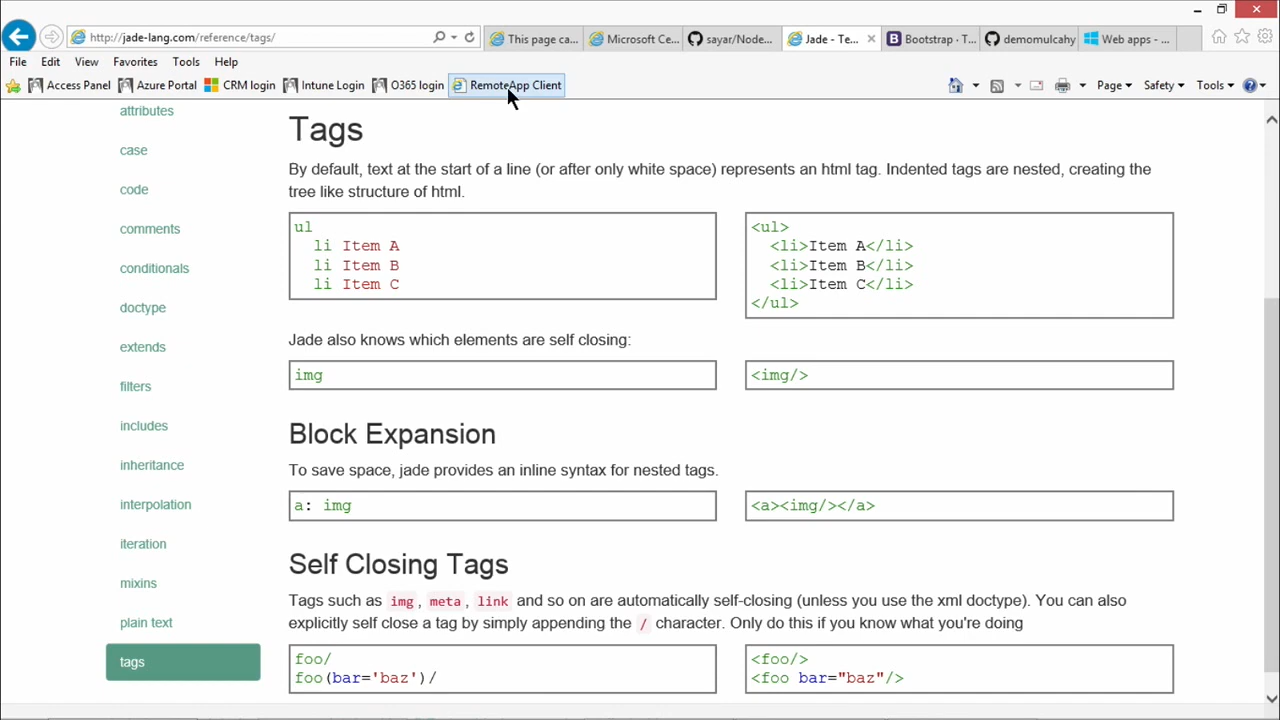 http://jade-lang.com/reference/tags/
This page ca...
Microsoft Ce...
sayar/Node...
Jade - Te...
Bootstrap · T...
demomulcahy
Web apps - ...
File Edit View Favorites Tools Help
Access Panel Azure Portal CRM login Intune Login O365 login RemoteApp Client
Page Safety Tools
attributes
case
code
comments
conditionals
doctype
extends
filters
includes
inheritance
interpolation
iteration
mixins
plain text
tags
Tags
By default, text at the start of a line (or after only white space) represents an html tag. Indented tags are nested, creating the
tree like structure of html.
ul
li Item A
li Item B
li Item C
<ul>
<li>Item A</li>
<li>Item B</li>
<li>Item C</li>
</ul>
Jade also knows which elements are self closing:
img
<img/>
Block Expansion
To save space, jade provides an inline syntax for nested tags.
a: img
<a><img/></a>
Self Closing Tags
Tags such as img, meta, link and so on are automatically self-closing (unless you use the xml doctype). You can also
explicitly self close a tag by simply appending the / character. Only do this if you know what you're doing
foo/
foo(bar='baz')/
<foo/>
<foo bar="baz"/>